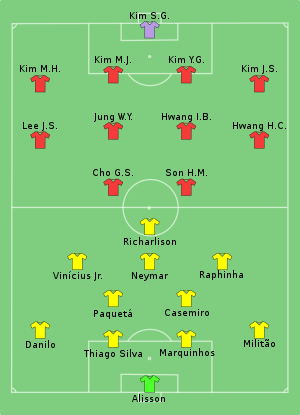 Kim S.G.
Kim M.H.
Kim M.J.
Kim Y.G.
Kim J.S.
Lee J.S.
Jung W.Y.
Hwang I.B.
Hwang H.C.
Cho G.S.
Son H.M.
Richarlison
Vinícius Jr.
Neymar
Raphinha
Paquetá
Casemiro
Danilo
Thiago Silva
Marquinhos
Militão
Alisson